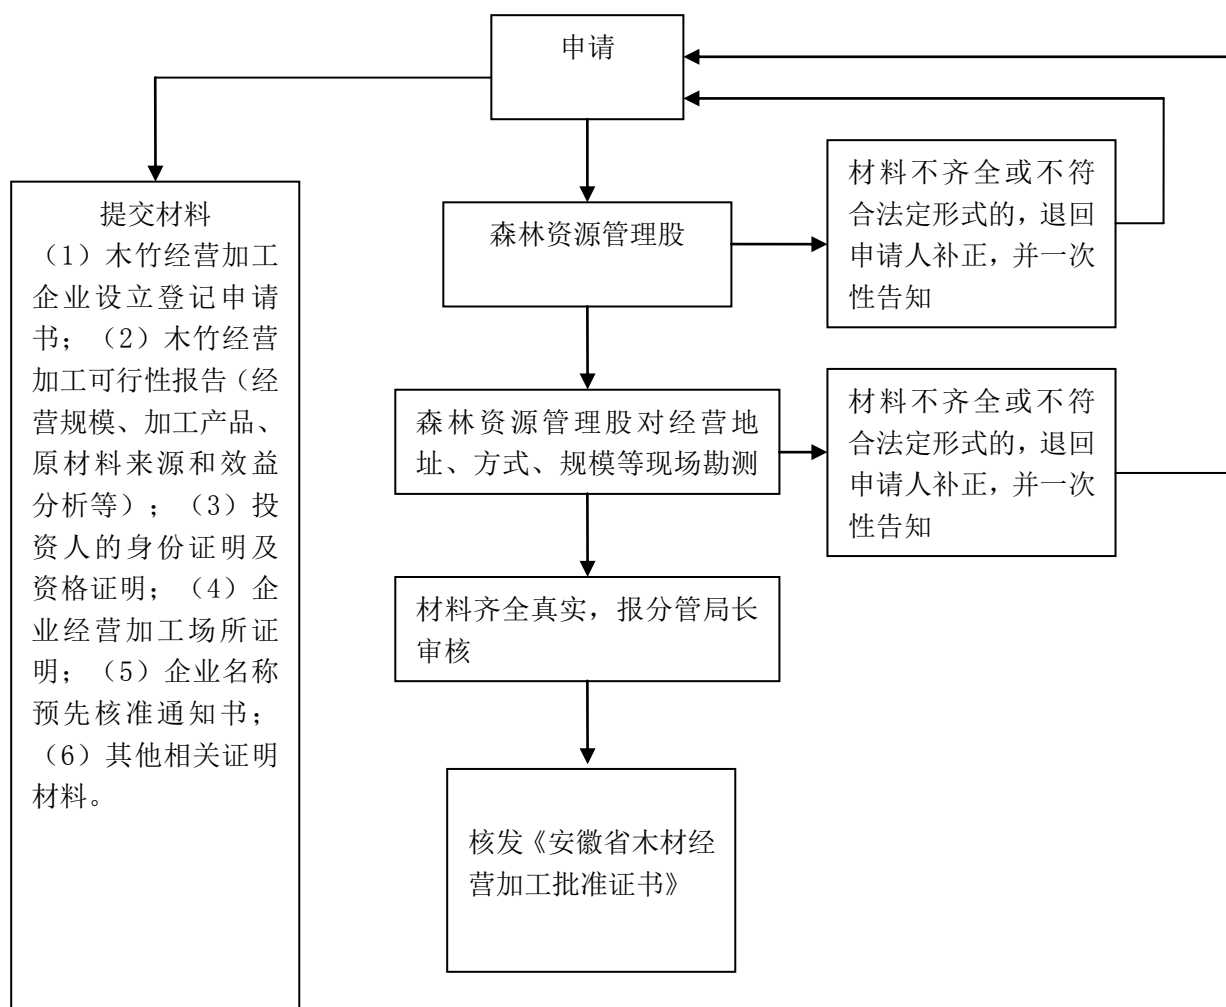 申请
提交材料
（1）木竹经营加工
企业设立登记申请
书；（2）木竹经营
加工可行性报告（经
营规模、加工产品、
原材料来源和效益
分析等）；（3）投
资人的身份证明及
资格证明；（4）企
业经营加工场所证
明；（5）企业名称
预先核准通知书；
（6）其他相关证明
材料。
森林资源管理股
材料不齐全或不符
合法定形式的，退回
申请人补正，并一次
性告知
森林资源管理股对经营地
址、方式、规模等现场勘测
材料不齐全或不符
合法定形式的，退回
申请人补正，并一次
性告知
材料齐全真实，报分管局长
审核
核发《安徽省木材经
营加工批准证书》